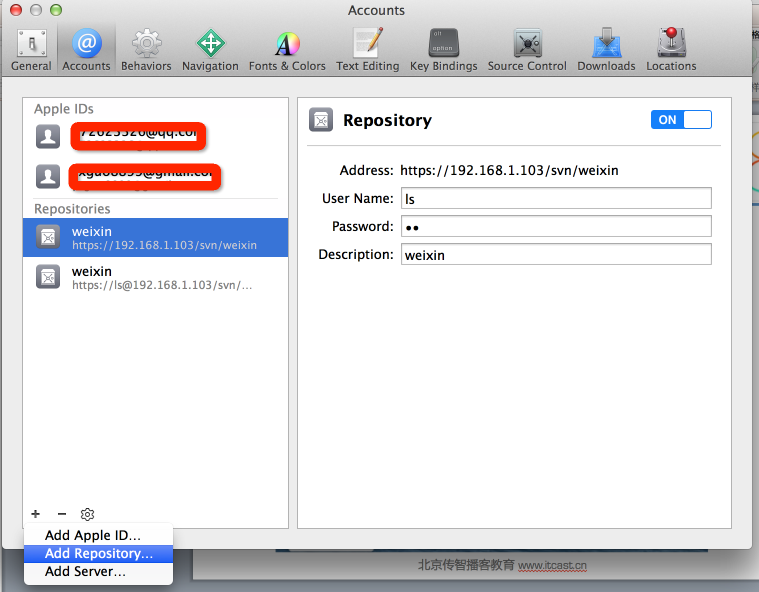 Accounts
General Accounts Behaviors Navigation Fonts & Colors Text Editing Key Bindings Source Control Downloads Locations
Apple IDs
Repositories
weixin
https://192.168.1.103/svn/weixin
weixin
https://ls@192.168.1.103/svn/...
Repository
ON
Address: https://192.168.1.103/svn/weixin
User Name: ls
Password: ••
Description: weixin
Add Apple ID...
Add Repository...
Add Server...
北京传智播客教育 www.itcast.cn